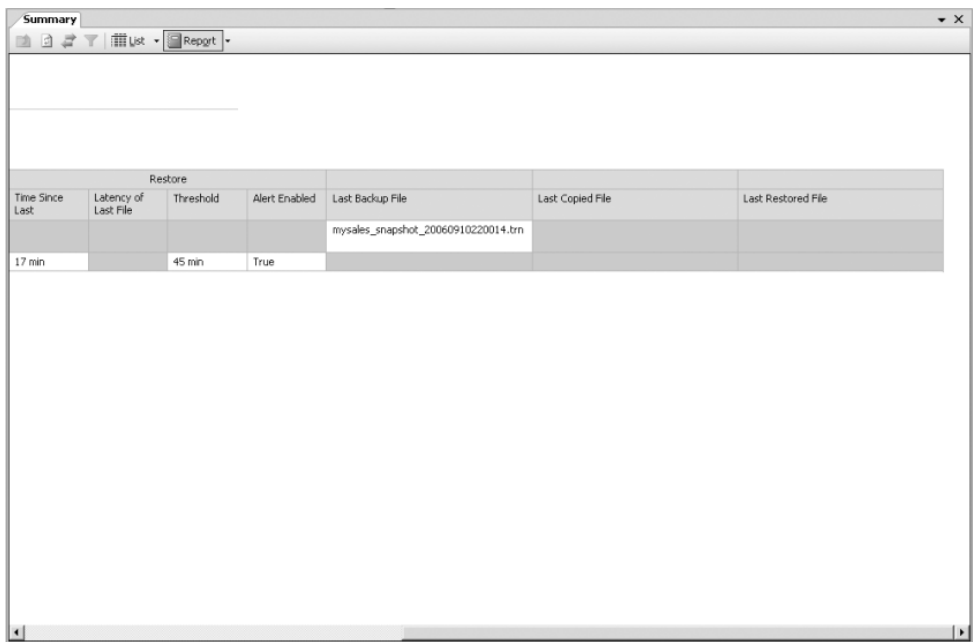 Summary
List Report
Restore
Time Since Last
Latency of Last File
Threshold
Alert Enabled
Last Backup File
Last Copied File
Last Restored File
mysales_snapshot_20060910220014.trn
17 min 45 min True